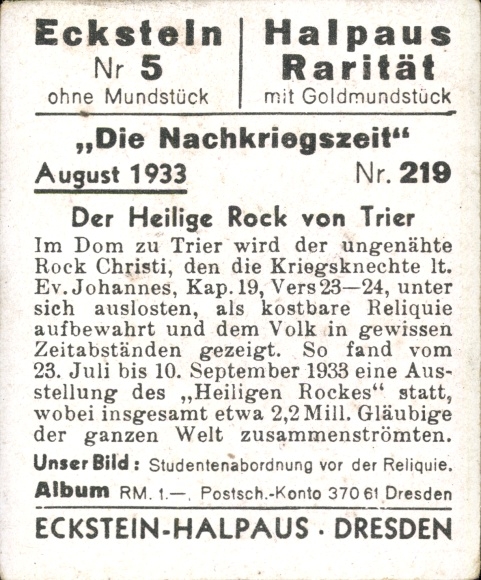 Eckstein
Nr 5
ohne Mundstück
Halpaus
Rarität
mit Goldmundstück
„Die Nachkriegszeit“
August 1933 Nr. 219
Der Heilige Rock von Trier
Im Dom zu Trier wird der ungenähte
Rock Christi, den die Kriegsknechte lt.
Ev. Johannes, Kap. 19, Vers 23—24, unter
sich auslosten, als kostbare Reliquie
aufbewahrt und dem Volk in gewissen
Zeitabständen gezeigt. So fand vom
23. Juli bis 10. September 1933 eine Aus-
stellung des „Heiligen Rockes“ statt,
wobei insgesamt etwa 2,2 Mill. Gläubige
der ganzen Welt zusammenströmten.
Unser Bild: Studentenabordnung vor der Reliquie.
Album RM. 1.—, Postsch.-Konto 370 61 Dresden
ECKSTEIN-HALPAUS · DRESDEN